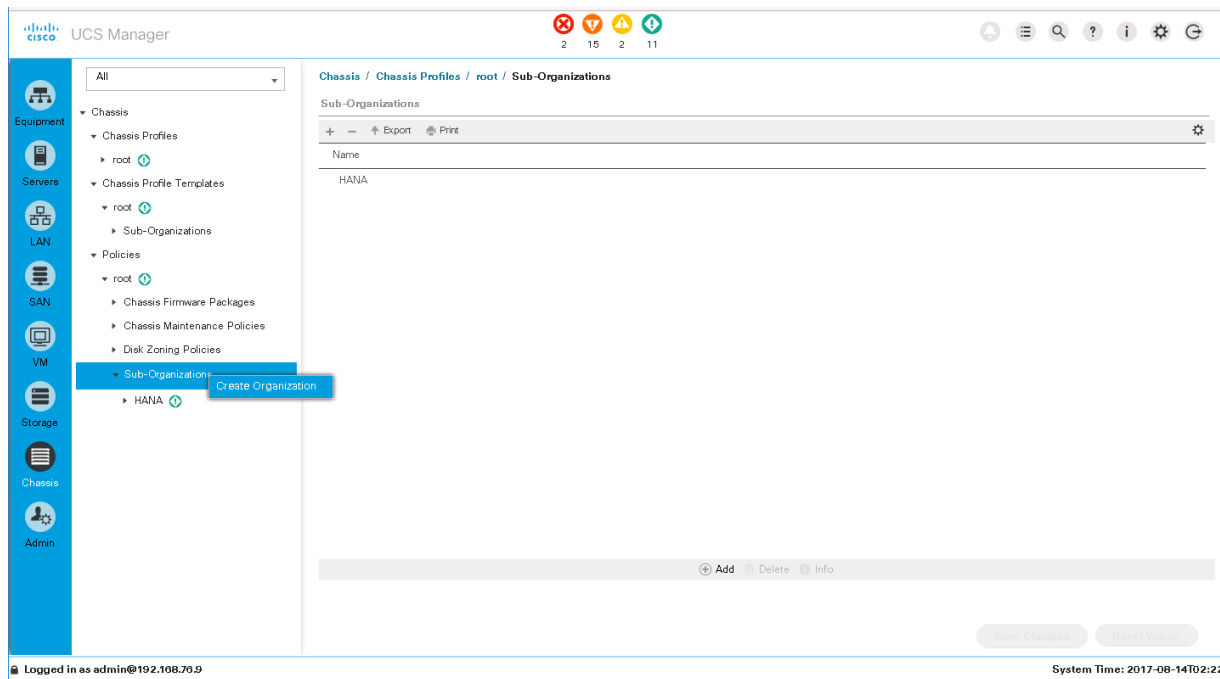 cisco UCS Manager
2 15 2 11
Equipment
Servers
LAN
SAN
VM
Storage
Chassis
Admin
All
Chassis
Chassis Profiles
root
Chassis Profile Templates
root
Sub-Organizations
Policies
root
Chassis Firmware Packages
Chassis Maintenance Policies
Disk Zoning Policies
Sub-Organizations
Create Organization
HANA
Chassis / Chassis Profiles / root / Sub-Organizations
Sub-Organizations
+ − Export Print
Name
HANA
Add Delete Info
Save Changes Reset Values
Logged in as admin@192.168.76.9
System Time: 2017-08-14T02:22